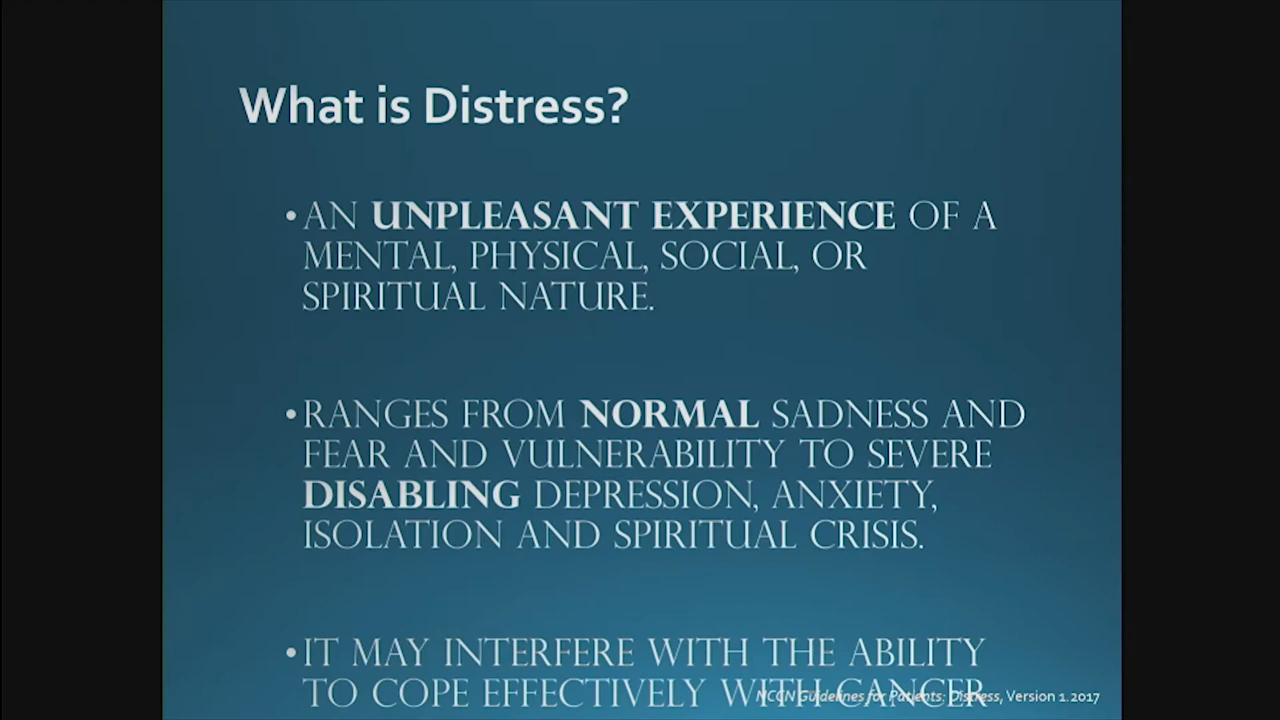 What is Distress?
• AN UNPLEASANT EXPERIENCE OF A
MENTAL, PHYSICAL, SOCIAL, OR
SPIRITUAL NATURE.
• RANGES FROM NORMAL SADNESS AND
FEAR AND VULNERABILITY TO SEVERE
DISABLING DEPRESSION, ANXIETY,
ISOLATION AND SPIRITUAL CRISIS.
• IT MAY INTERFERE WITH THE ABILITY
TO COPE EFFECTIVELY WITH CANCER
NCCN Guidelines for Patients: Distress, Version 1.2017